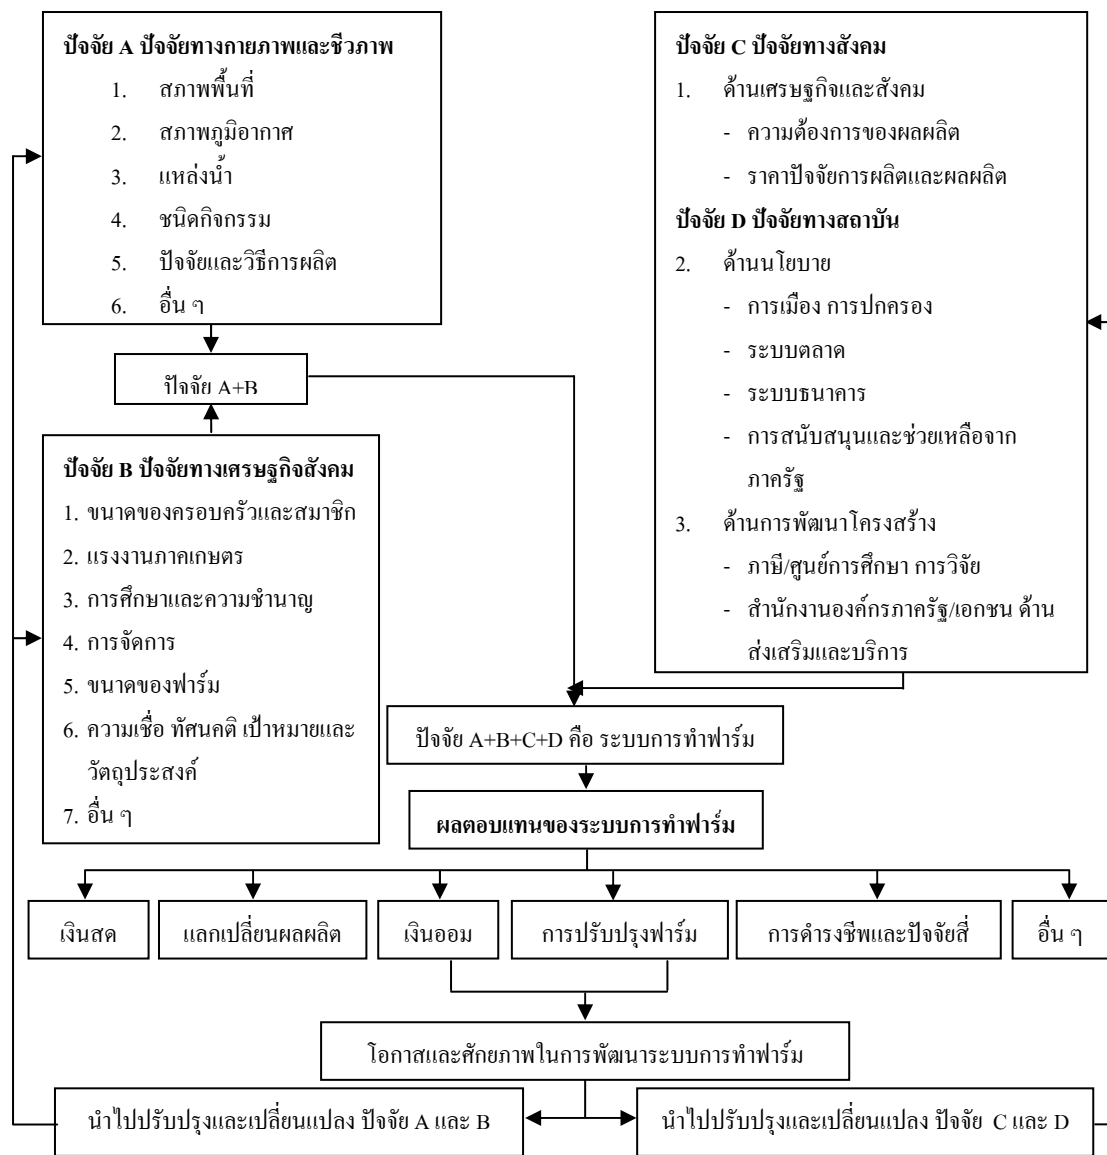 ปัจจัย A ปัจจัยทางกายภาพและชีวภาพ
1. สภาพพื้นที่
2. สภาพภูมิอากาศ
3. แหล่งน้ำ
4. ชนิดกิจกรรม
5. ปัจจัยและวิธีการผลิต
6. อื่น ๆ
ปัจจัย A+B
ปัจจัย B ปัจจัยทางเศรษฐกิจสังคม
1. ขนาดของครอบครัวและสมาชิก
2. แรงงานภาคเกษตร
3. การศึกษาและความชำนาญ
4. การจัดการ
5. ขนาดของฟาร์ม
6. ความเชื่อ ทัศนคติ เป้าหมายและ
วัตถุประสงค์
7. อื่น ๆ
ปัจจัย C ปัจจัยทางสังคม
1. ด้านเศรษฐกิจและสังคม
- ความต้องการของผลผลิต
- ราคาปัจจัยการผลิตและผลผลิต
ปัจจัย D ปัจจัยทางสถาบัน
2. ด้านนโยบาย
- การเมือง การปกครอง
- ระบบตลาด
- ระบบธนาคาร
- การสนับสนุนและช่วยเหลือจาก
ภาครัฐ
3. ด้านการพัฒนาโครงสร้าง
- ภาษี/ศูนย์การศึกษา การวิจัย
- สำนักงานองค์กรภาครัฐ/เอกชน ด้าน
ส่งเสริมและบริการ
ปัจจัย A+B+C+D คือ ระบบการทำฟาร์ม
ผลตอบแทนของระบบการทำฟาร์ม
เงินสด
แลกเปลี่ยนผลผลิต
เงินออม
การปรับปรุงฟาร์ม
การดำรงชีพและปัจจัยสี่
อื่น ๆ
โอกาสและศักยภาพในการพัฒนาระบบการทำฟาร์ม
นำไปปรับปรุงและเปลี่ยนแปลง ปัจจัย A และ B
นำไปปรับปรุงและเปลี่ยนแปลง ปัจจัย C และ D